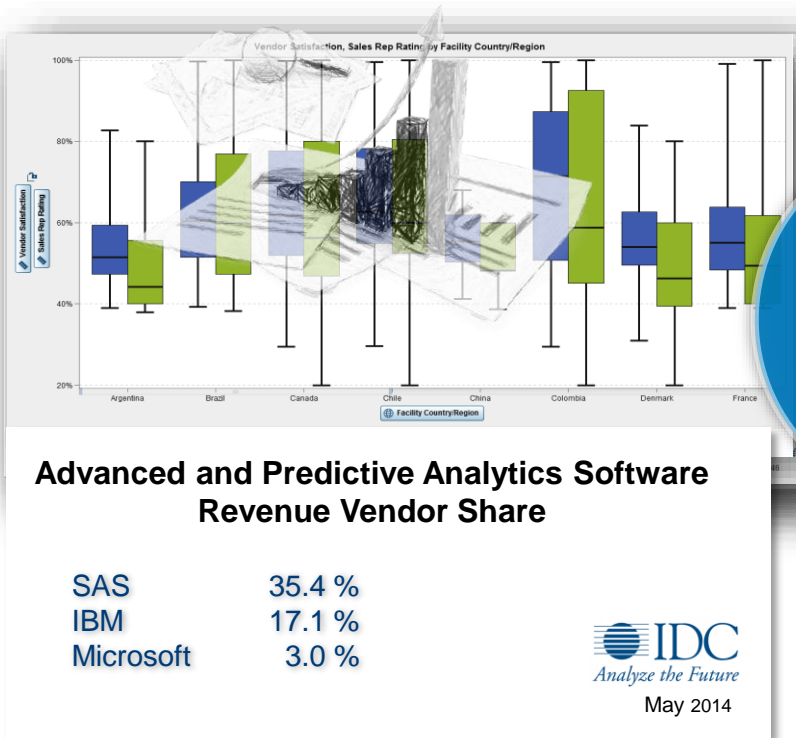 Vendor Satisfaction, Sales Rep Rating by Facility Country/Region
100%
80%
60%
40%
20%
Vendor Satisfaction
Sales Rep Rating
Argentina Brazil Canada Chile China Colombia Denmark France
Facility Country/Region
46
Advanced and Predictive Analytics Software
Revenue Vendor Share
SAS 35.4 %
IBM 17.1 %
Microsoft 3.0 %
IDC
Analyze the Future
May 2014